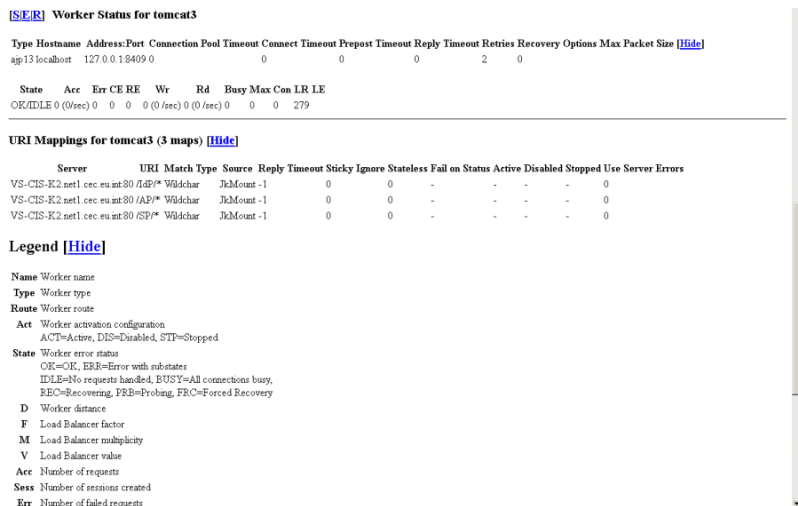 [S|E|R] Worker Status for tomcat3
Type Hostname Address:Port Connection Pool Timeout Connect Timeout Prepost Timeout Reply Timeout Retries Recovery Options Max Packet Size [Hide]
ajp13 localhost 127.0.0.1:8409 0 0 0 0 2 0
State Acc Err CE RE Wr Rd Busy Max Con LR LE
OK/IDLE 0 (0/sec) 0 0 0 0 (0 /sec) 0 (0 /sec) 0 0 0 279
URI Mappings for tomcat3 (3 maps) [Hide]
Server URI Match Type Source Reply Timeout Sticky Ignore Stateless Fail on Status Active Disabled Stopped Use Server Errors
VS-CIS-K2.net1.cec.eu.int:80 /IdP/* Wildchar JkMount -1 0 0 - - - - 0
VS-CIS-K2.net1.cec.eu.int:80 /AP/* Wildchar JkMount -1 0 0 - - - - 0
VS-CIS-K2.net1.cec.eu.int:80 /SP/* Wildchar JkMount -1 0 0 - - - - 0
Legend [Hide]
Name Worker name
Type Worker type
Route Worker route
Act Worker activation configuration
ACT=Active, DIS=Disabled, STP=Stopped
State Worker error status
OK=OK, ERR=Error with substates
IDLE=No requests handled, BUSY=All connections busy,
REC=Recovering, PRB=Probing, FRC=Forced Recovery
D Worker distance
F Load Balancer factor
M Load Balancer multiplicity
V Load Balancer value
Acc Number of requests
Sess Number of sessions created
Err Number of failed requests